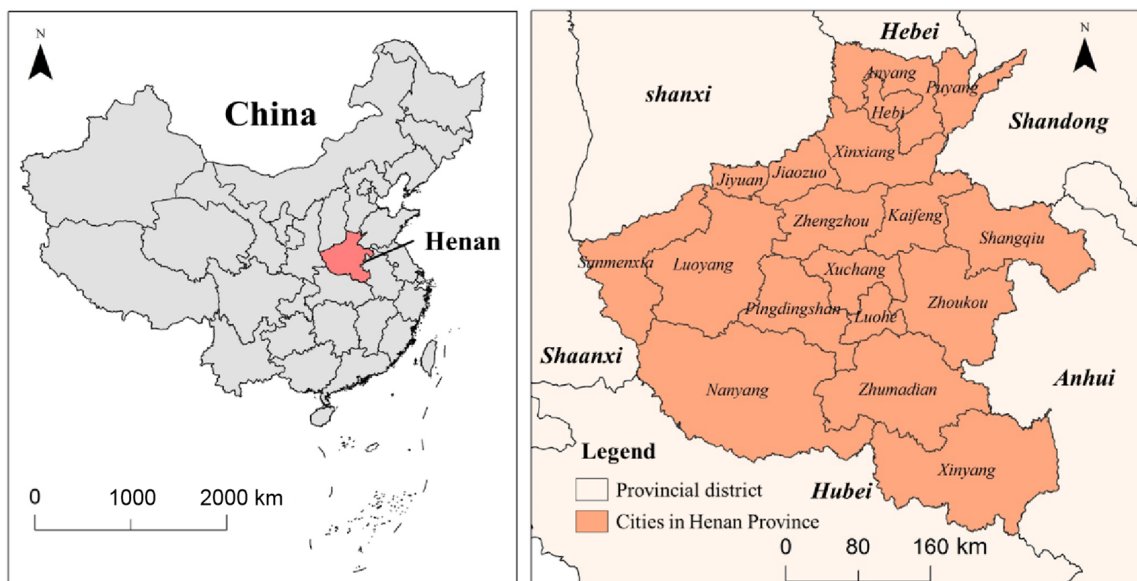 N
China
Henan
0 1000 2000 km
N
Hebei
shanxi
Anyang
Puyang
Hebi
Shandong
Xinxiang
Jiyuan
Jiaozuo
Zhengzhou
Kaifeng
Shangqiu
Sanmenxia
Luoyang
Xuchang
Zhoukou
Pingdingshan
Luohe
Shaanxi
Nanyang
Zhumadian
Anhui
Legend
Xinyang
Provincial district
Hubei
Cities in Henan Province
0 80 160 km